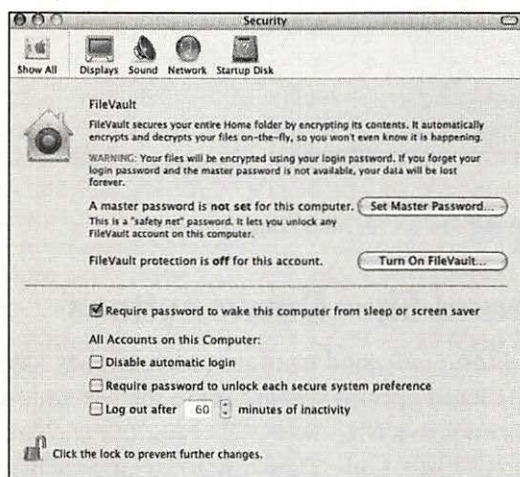 Security
Show All Displays Sound Network Startup Disk
FileVault
FileVault secures your entire Home folder by encrypting its contents. It automatically
encrypts and decrypts your files on-the-fly, so you won't even know it is happening.
WARNING: Your files will be encrypted using your login password. If you forget your
login password and the master password is not available, your data will be lost
forever.
A master password is not set for this computer. Set Master Password...
This is a "safety net" password. It lets you unlock any
FileVault account on this computer.
FileVault protection is off for this account. Turn On FileVault...
Require password to wake this computer from sleep or screen saver
All Accounts on this Computer:
Disable automatic login
Require password to unlock each secure system preference
Log out after 60 minutes of inactivity
Click the lock to prevent further changes.